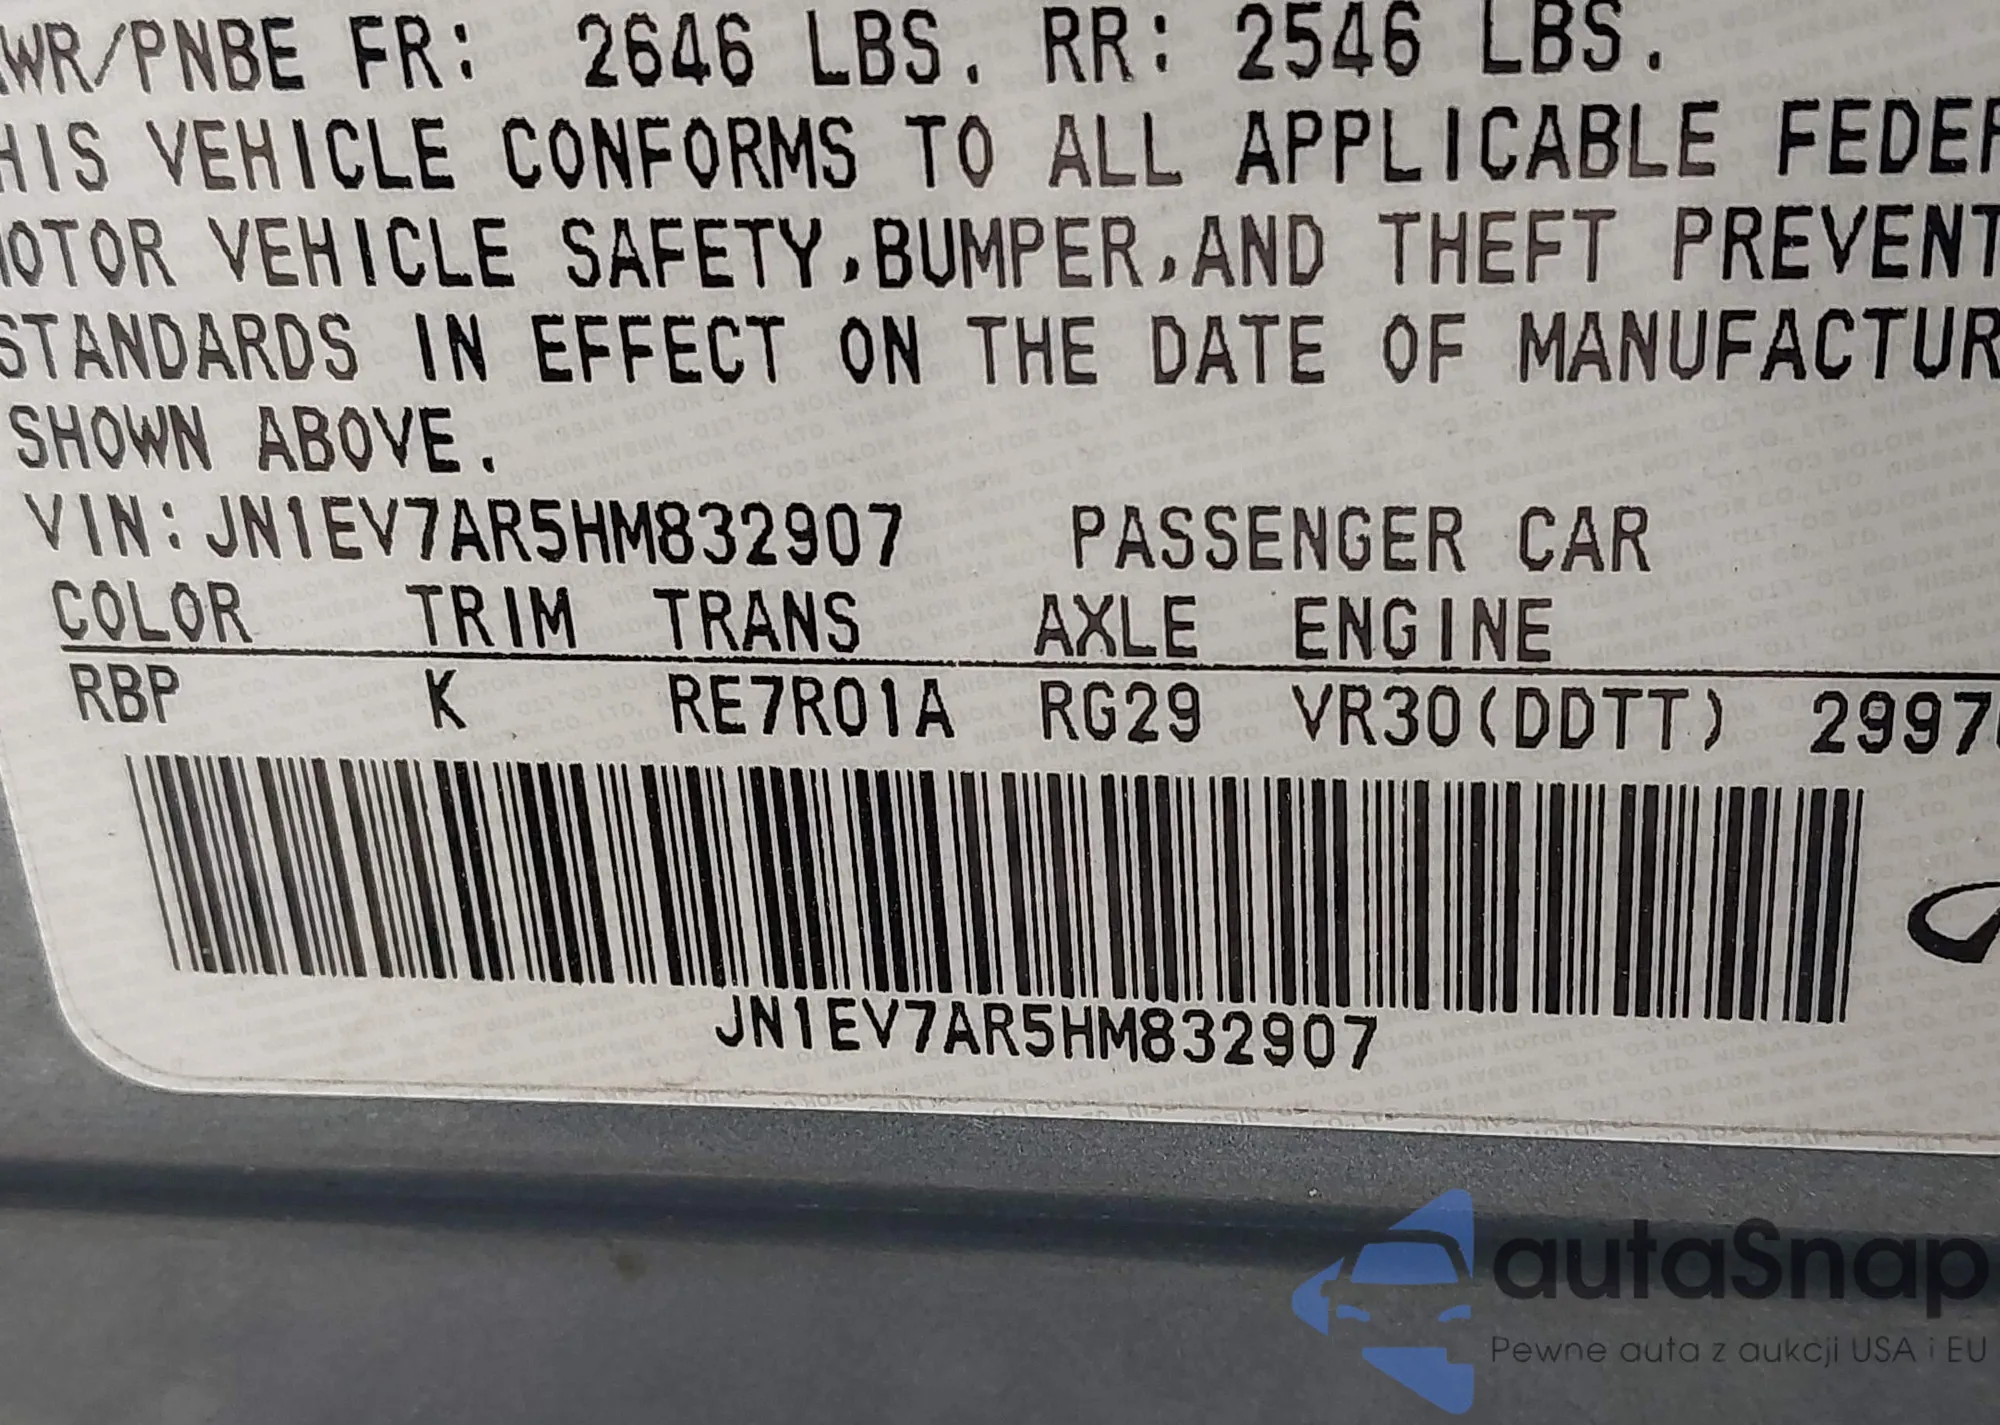 WR/PNBE FR: 2646 LBS. RR: 2546 LBS.
HIS VEHICLE CONFORMS TO ALL APPLICABLE FEDER
MOTOR VEHICLE SAFETY,BUMPER,AND THEFT PREVENT
STANDARDS IN EFFECT ON THE DATE OF MANUFACTUR
SHOWN ABOVE.
VIN:JN1EV7AR5HM832907 PASSENGER CAR
COLOR TRIM TRANS AXLE ENGINE
RBP K RE7R01A RG29 VR30(DDTT) 2997
JN1EV7AR5HM832907
autaSnap
Pewne auta z aukcji USA i EU